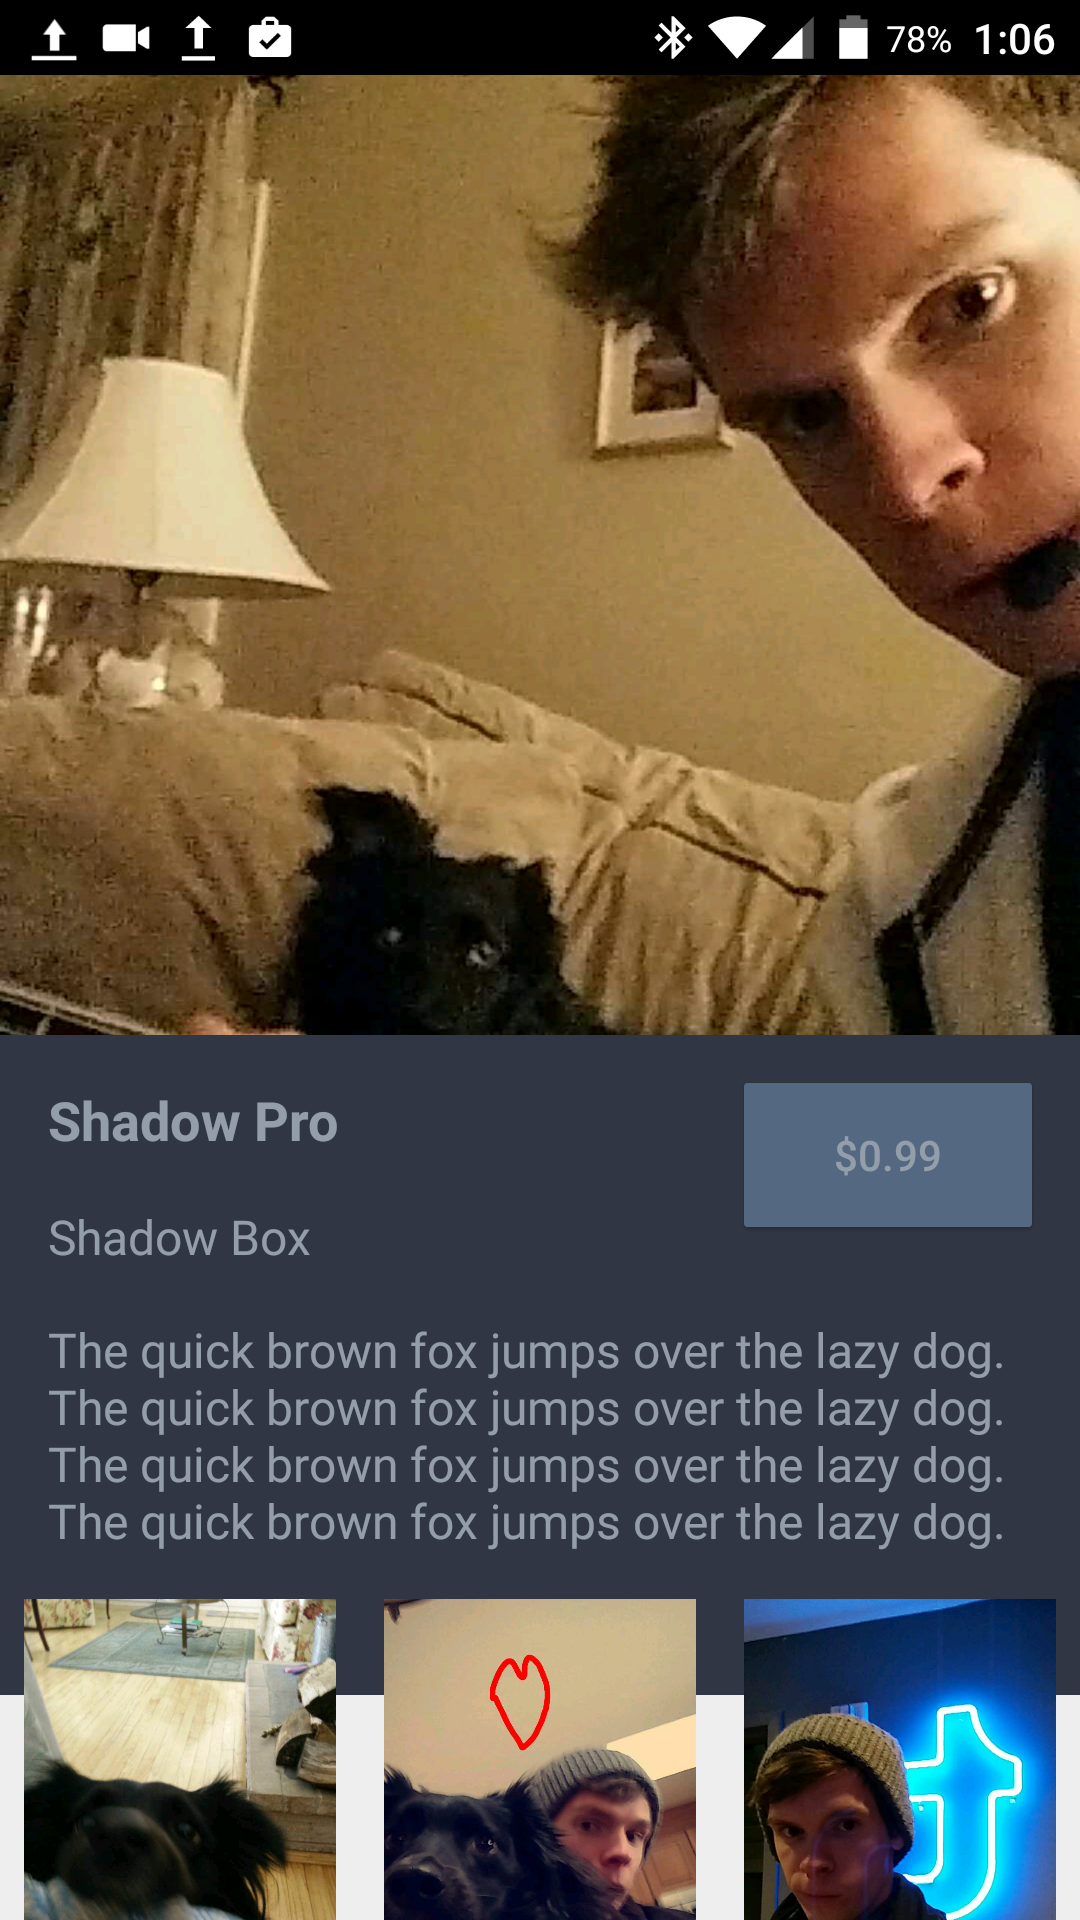 78% 1:06
Shadow Pro
$0.99
Shadow Box
The quick brown fox jumps over the lazy dog.
The quick brown fox jumps over the lazy dog.
The quick brown fox jumps over the lazy dog.
The quick brown fox jumps over the lazy dog.
t